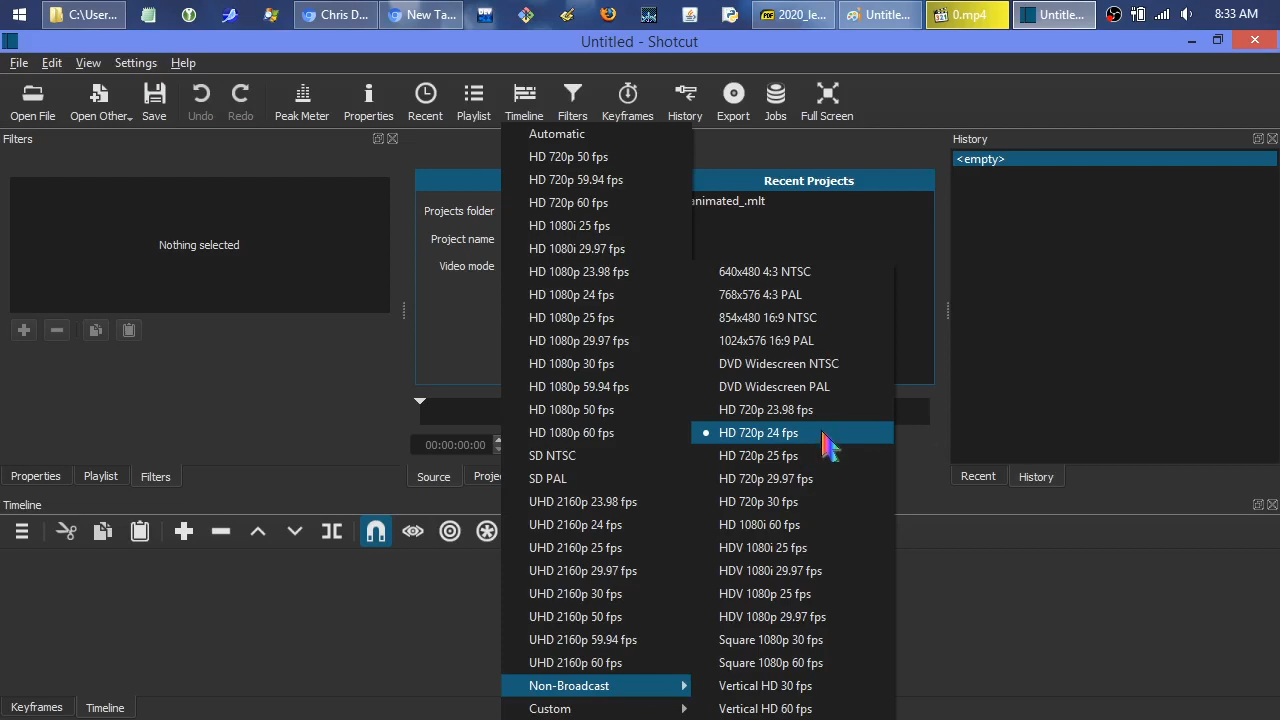 C:\User...
Chris D...
New Ta...
2020_le...
Untitle...
0.mp4
Untitle...
8:33 AM
Untitled - Shotcut
File Edit View Settings Help
Open File Open Other... Save Undo Redo Peak Meter Properties Recent Playlist Timeline Filters Keyframes History Export Jobs Full Screen
Filters
Nothing selected
Properties Playlist Filters
Projects folder
Project name
Video mode
Recent Projects
animated_.mlt
00:00:00:00
Source Projec
Automatic
HD 720p 50 fps
HD 720p 59.94 fps
HD 720p 60 fps
HD 1080i 25 fps
HD 1080i 29.97 fps
HD 1080p 23.98 fps
HD 1080p 24 fps
HD 1080p 25 fps
HD 1080p 29.97 fps
HD 1080p 30 fps
HD 1080p 59.94 fps
HD 1080p 50 fps
HD 1080p 60 fps
SD NTSC
SD PAL
UHD 2160p 23.98 fps
UHD 2160p 24 fps
UHD 2160p 25 fps
UHD 2160p 29.97 fps
UHD 2160p 30 fps
UHD 2160p 50 fps
UHD 2160p 59.94 fps
UHD 2160p 60 fps
Non-Broadcast
Custom
640x480 4:3 NTSC
768x576 4:3 PAL
854x480 16:9 NTSC
1024x576 16:9 PAL
DVD Widescreen NTSC
DVD Widescreen PAL
HD 720p 23.98 fps
HD 720p 24 fps
HD 720p 25 fps
HD 720p 29.97 fps
HD 720p 30 fps
HD 1080i 60 fps
HDV 1080i 25 fps
HDV 1080i 29.97 fps
HDV 1080p 25 fps
HDV 1080p 29.97 fps
Square 1080p 30 fps
Square 1080p 60 fps
Vertical HD 30 fps
Vertical HD 60 fps
History
<empty>
Recent History
Timeline
Keyframes Timeline